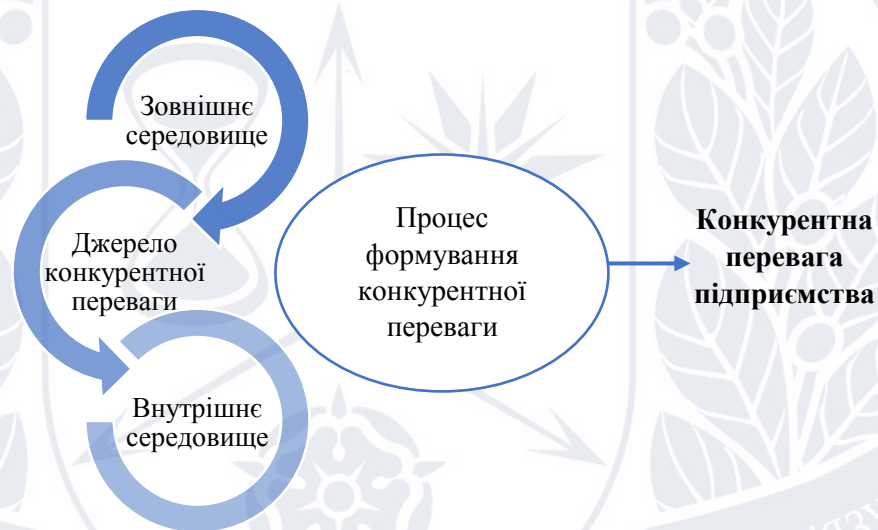 Зовнішнє
середовище
Джерело
конкурентної
переваги
Внутрішнє
середовище
Процес
формування
конкурентної
переваги
Конкурентна
перевага
підприємства